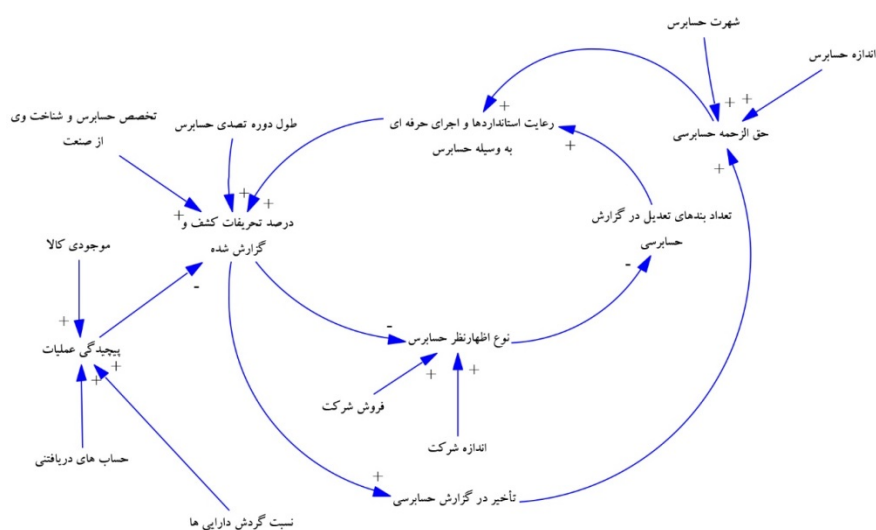 شهرت حسابرس
اندازه حسابرس
+
+
+
حق الزحمه حسابرسی
+
تخصص حسابرس و شناخت وی
از صنعت
طول دوره تصدی حسابرس
رعایت استانداردها و اجرای حرفه ای
به وسیله حسابرس
+
+
+
+
+
درصد تحریفات کشف و
گزارش شده
تعداد بندهای تعدیل در گزارش
حسابرسی
موجودی کالا
-
-
+
پیچیدگی عملیات
+
+
-
نوع اظهارنظر حسابرس
+
+
فروش شرکت
اندازه شرکت
حساب های دریافتنی
+
تأخیر در گزارش حسابرسی
نسبت گردش دارایی ها